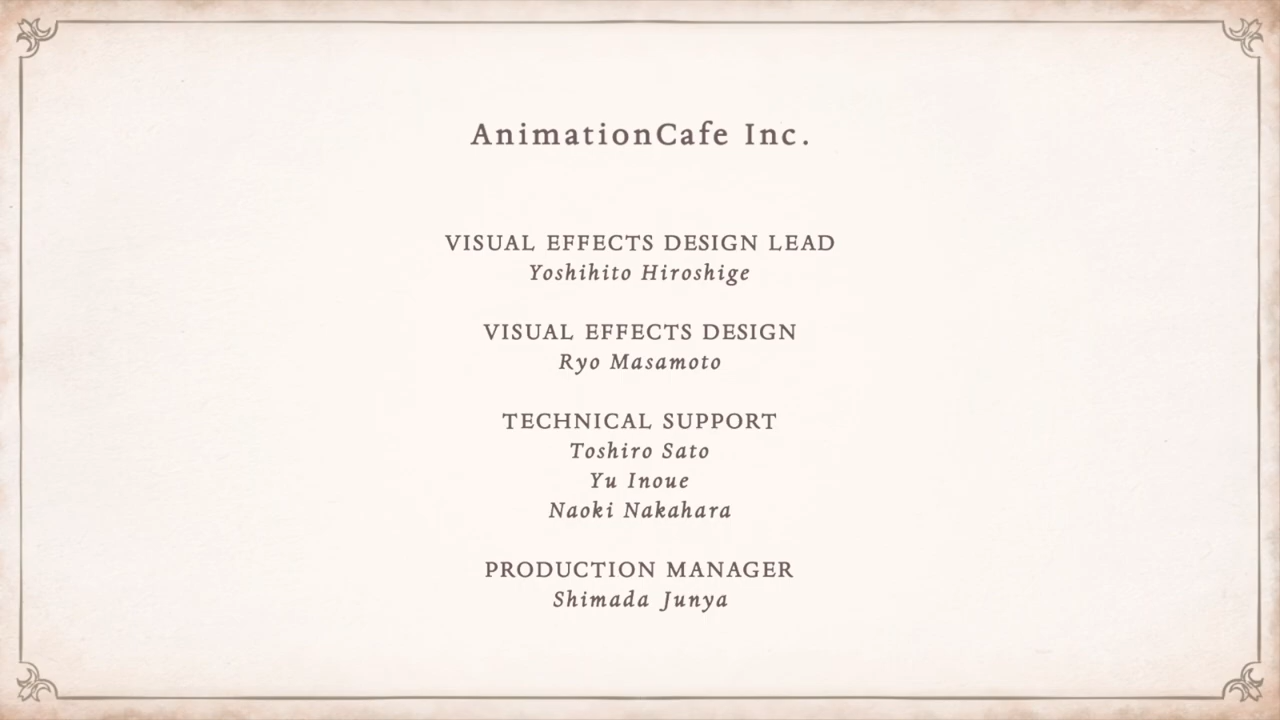 AnimationCafe Inc.
VISUAL EFFECTS DESIGN LEAD
Yoshihito Hiroshige
VISUAL EFFECTS DESIGN
Ryo Masamoto
TECHNICAL SUPPORT
Toshiro Sato
Yu Inoue
Naoki Nakahara
PRODUCTION MANAGER
Shimada Junya